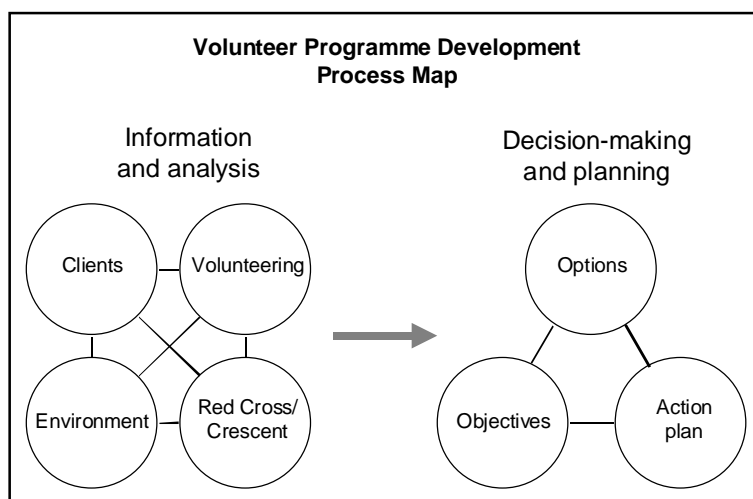 Volunteer Programme Development
Process Map
Information
and analysis
Decision-making
and planning
Clients
Volunteering
Options
Environment
Red Cross/
Crescent
Objectives
Action
plan